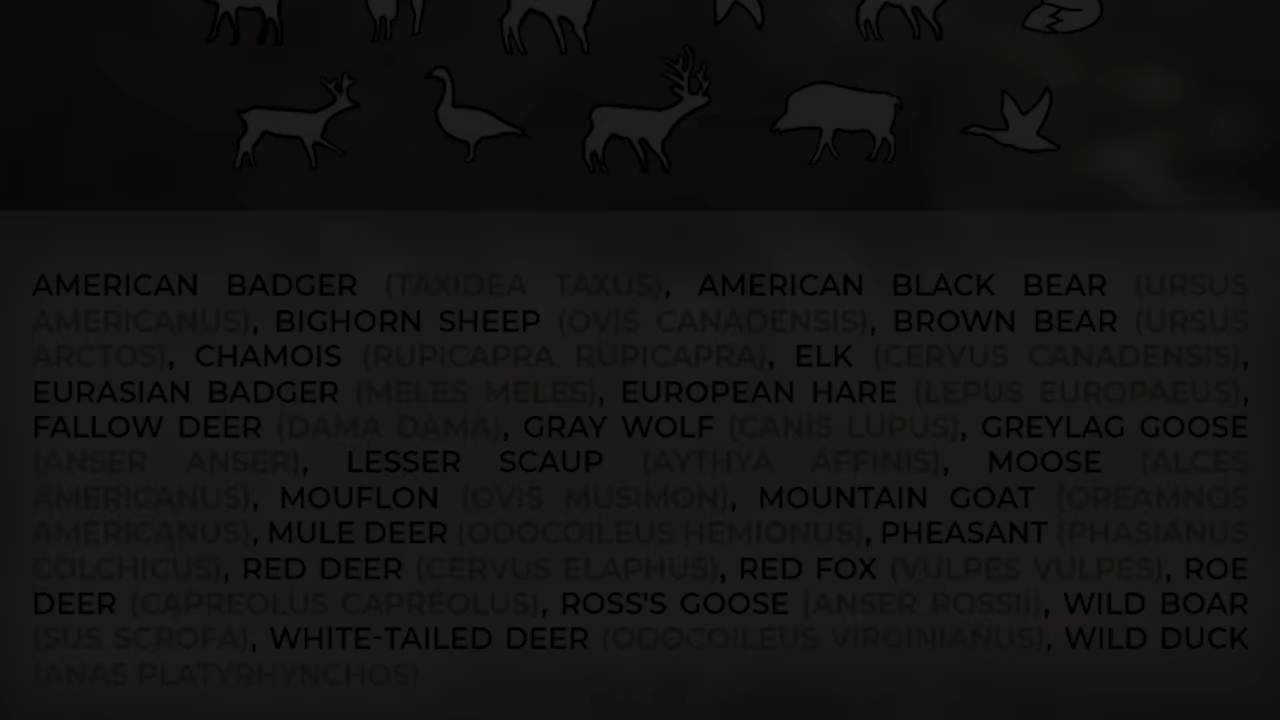 AMERICAN BADGER (TAXIDEA TAXUS), AMERICAN BLACK BEAR (URSUS
AMERICANUS), BIGHORN SHEEP (OVIS CANADENSIS), BROWN BEAR (URSUS
ARCTOS), CHAMOIS (RUPICAPRA RUPICAPRA), ELK (CERVUS CANADENSIS),
EURASIAN BADGER (MELES MELES), EUROPEAN HARE (LEPUS EUROPAEUS),
FALLOW DEER (DAMA DAMA), GRAY WOLF (CANIS LUPUS), GREYLAG GOOSE
(ANSER ANSER), LESSER SCAUP (AYTHYA AFFINIS), MOOSE (ALCES
AMERICANUS), MOUFLON (OVIS MUSIMON), MOUNTAIN GOAT (OREAMNOS
AMERICANUS), MULE DEER (ODOCOILEUS HEMIONUS), PHEASANT (PHASIANUS
COLCHICUS), RED DEER (CERVUS ELAPHUS), RED FOX (VULPES VULPES), ROE
DEER (CAPREOLUS CAPREOLUS), ROSS'S GOOSE (ANSER ROSSII), WILD BOAR
(SUS SCROFA), WHITE-TAILED DEER (ODOCOILEUS VIRGINIANUS), WILD DUCK
(ANAS PLATYRHYNCHOS)